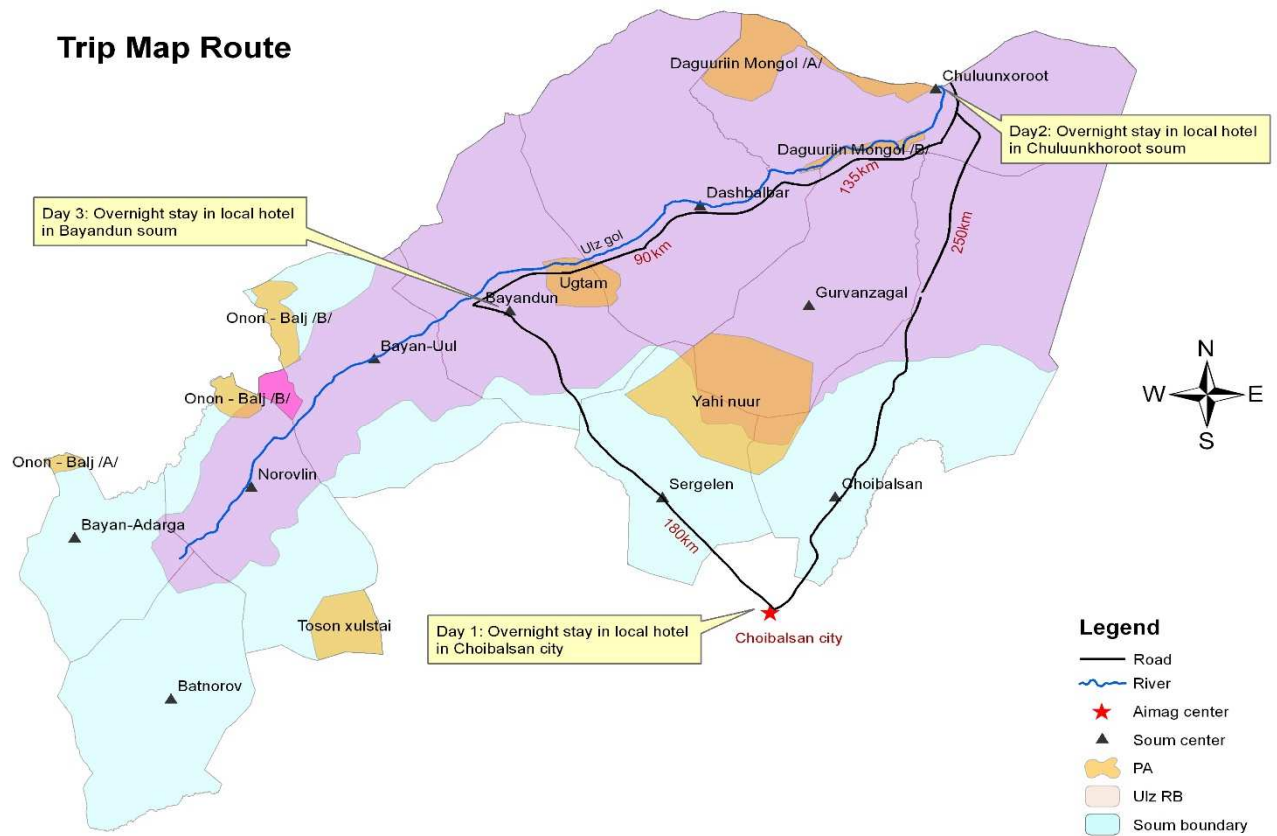 Trip Map Route
Daguuriin Mongol /A/
Chuluunxoroot
Day2: Overnight stay in local hotel
in Chuluunkhoroot soum
Daguuriin Mongol /B/
135km
Dashbalbar
Day 3: Overnight stay in local hotel
in Bayandun soum
Ulz gol
90 km
250km
Ugtam
Bayandun
Gurvanzagal
Onon - Balj /B/
Bayan-Uul
N
W
E
S
Onon - Balj /B/
Yahi nuur
Onon - Balj /A/
Norovlin
Sergelen
Choibalsan
Bayan-Adarga
180km
Toson xulstai
Day 1: Overnight stay in local hotel
in Choibalsan city
Choibalsan city
Batnorov
Legend
Road
River
Aimag center
Soum center
PA
Ulz RB
Soum boundary